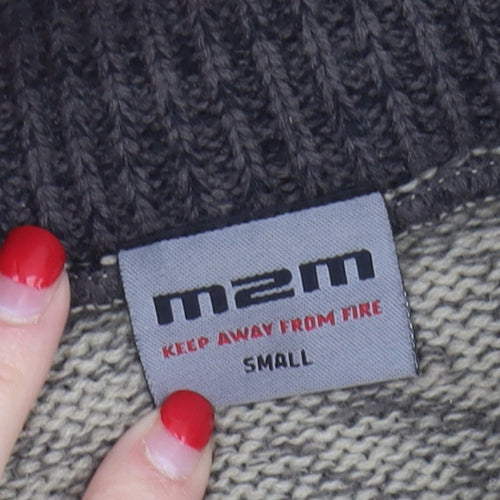 m2m
KEEP AWAY FROM FIRE
SMALL